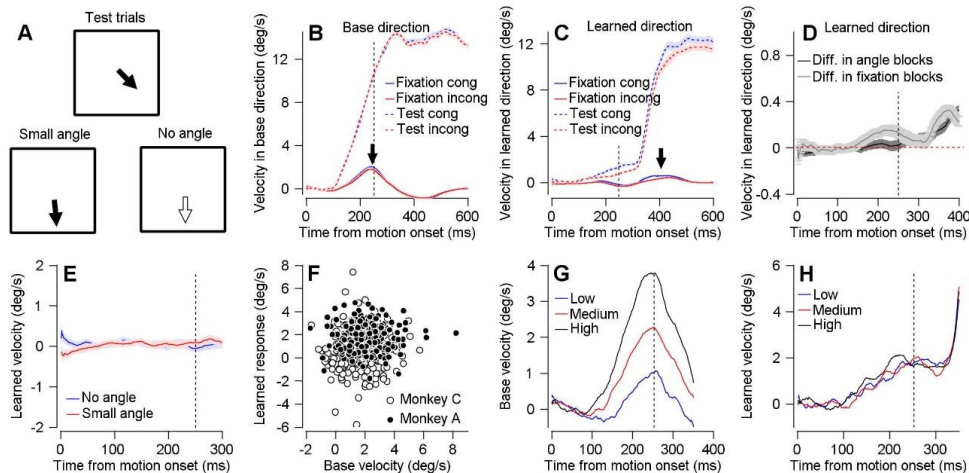 A
Test trials
Small angle
No angle
B
Base direction
Velocity in base direction (deg/s)
12
8
4
0
Fixation cong
Fixation incong
Test cong
Test incong
0
200
400
600
Time from motion onset (ms)
C
Learned direction
Velocity in learned direction (deg/s)
12
8
4
0
Fixation cong
Fixation incong
Test cong
Test incong
0
200
400
600
Time from motion onset (ms)
D
Learned direction
Velocity in learned direction (deg/s)
0.8
0.4
0
-0.4
Diff. in angle blocks
Diff. in fixation blocks
0
100
200
300
400
Time from motion onset (ms)
E
Learned velocity (deg/s)
2
1
0
-1
-2
No angle
Small angle
0
100
200
300
Time from motion onset (ms)
F
Learned response (deg/s)
8
6
4
2
0
-2
-4
-6
Monkey C
Monkey A
-2
0
2
4
6
8
Base velocity (deg/s)
G
Base velocity (deg/s)
4
3
2
1
0
Low
Medium
High
0
100
200
300
400
Time from motion onset (ms)
H
Learned velocity (deg/s)
6
4
2
0
Low
Medium
High
0
100
200
300
Time from motion onset (ms)